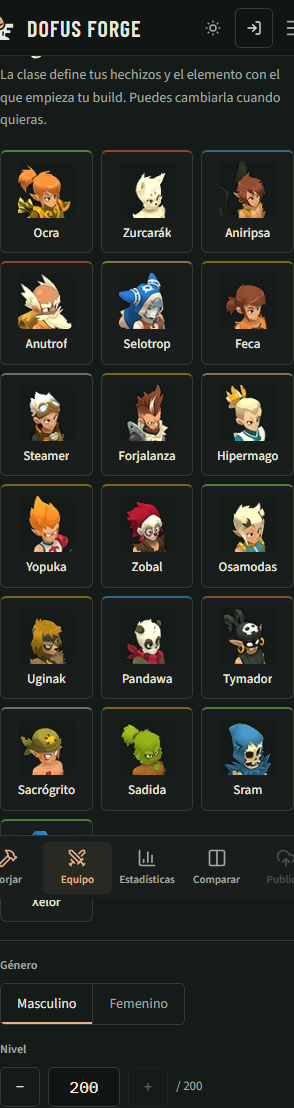 DOFUS FORGE
La clase define tus hechizos y el elemento con el
que empieza tu build. Puedes cambiarla cuando
quieras.
Ocra
Zurcarák
Aniripsa
Anutrof
Selotrop
Feca
Steamer
Forjalanza
Hipermago
Yopuka
Zobal
Osamodas
Uginak
Pandawa
Tymador
Sacrógrito
Sadida
Sram
orjar
Equipo
Estadísticas
Comparar
Public
Xelor
Género
Masculino
Femenino
Nivel
−
200
+
/ 200